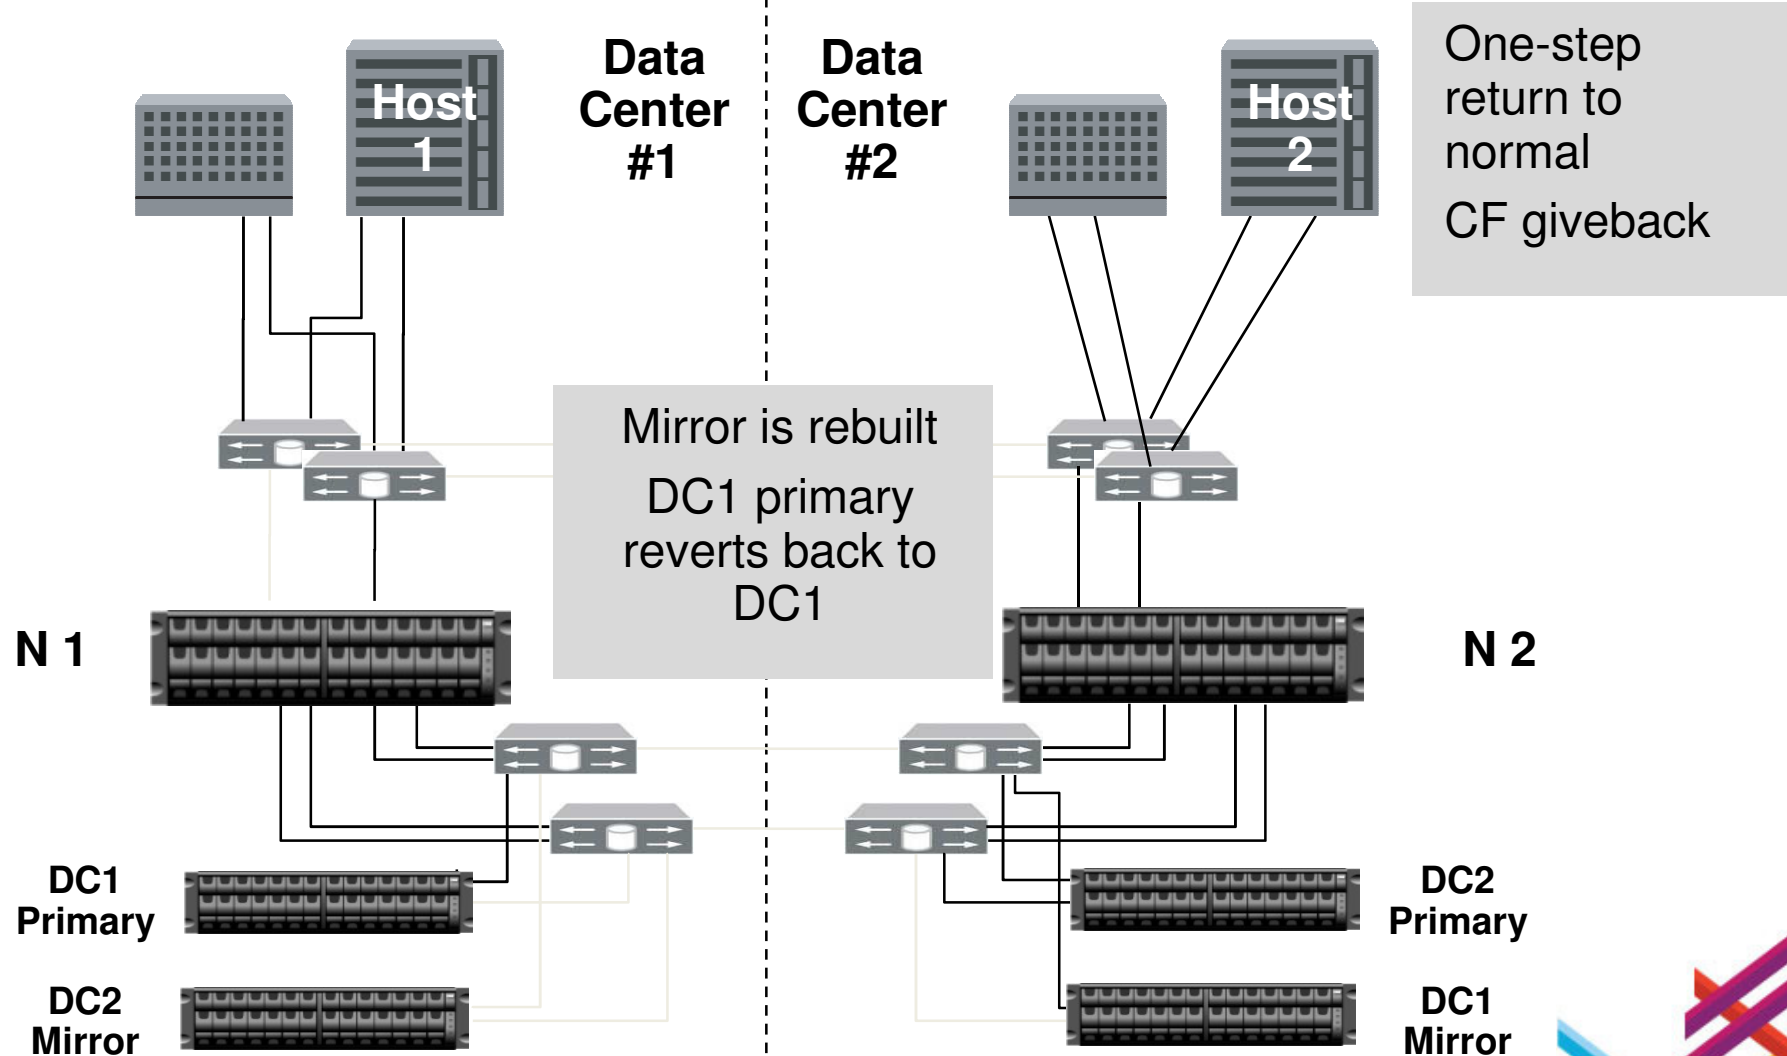 Data
Center
#1
Data
Center
#2
Host
1
Host
2
One-step
return to
normal
CF giveback
Mirror is rebuilt
DC1 primary
reverts back to
DC1
N 1
N 2
DC1
Primary
DC2
Primary
DC2
Mirror
DC1
Mirror